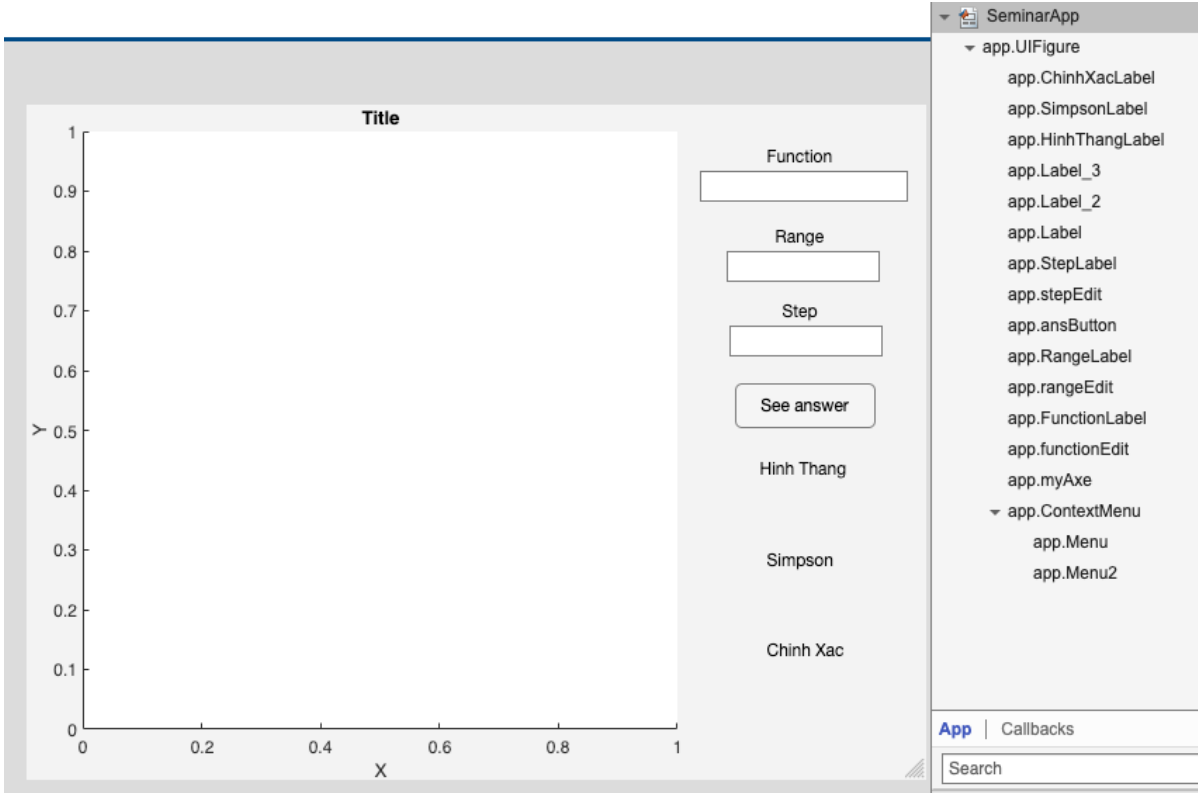 Title
1
0.9
0.8
0.7
0.6
0.5
0.4
0.3
0.2
0.1
0
Y
0
0.2
0.4
0.6
0.8
1
X
Function
Range
Step
See answer
Hinh Thang
Simpson
Chinh Xac
SeminarApp
app.UIFigure
app.ChinhXacLabel
app.SimpsonLabel
app.HinhThangLabel
app.Label_3
app.Label_2
app.Label
app.StepLabel
app.stepEdit
app.ansButton
app.RangeLabel
app.rangeEdit
app.FunctionLabel
app.functionEdit
app.myAxe
app.ContextMenu
app.Menu
app.Menu2
App | Callbacks
Search